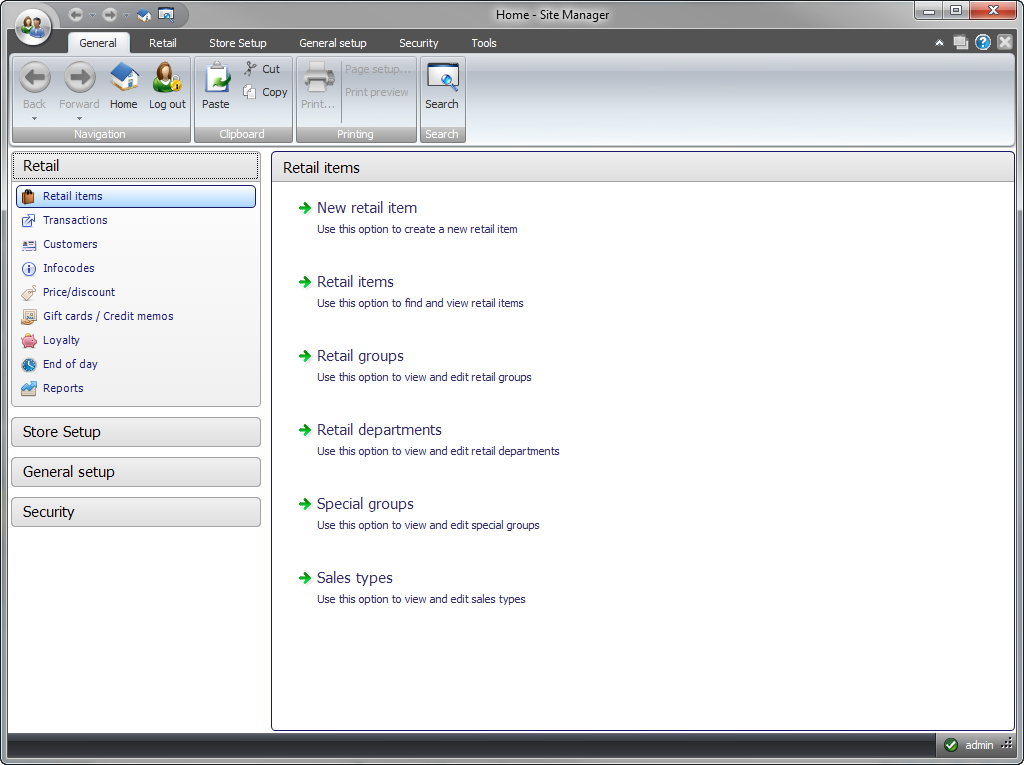 Home - Site Manager
General Retail Store Setup General setup Security Tools
Back Forward Home Log out Paste Cut Copy Print... Page setup... Print preview Search
Navigation Clipboard Printing Search
Retail
Retail items
Transactions
Customers
Infocodes
Price/discount
Gift cards / Credit memos
Loyalty
End of day
Reports
Store Setup
General setup
Security
Retail items
New retail item
Use this option to create a new retail item
Retail items
Use this option to find and view retail items
Retail groups
Use this option to view and edit retail groups
Retail departments
Use this option to view and edit retail departments
Special groups
Use this option to view and edit special groups
Sales types
Use this option to view and edit sales types
admin